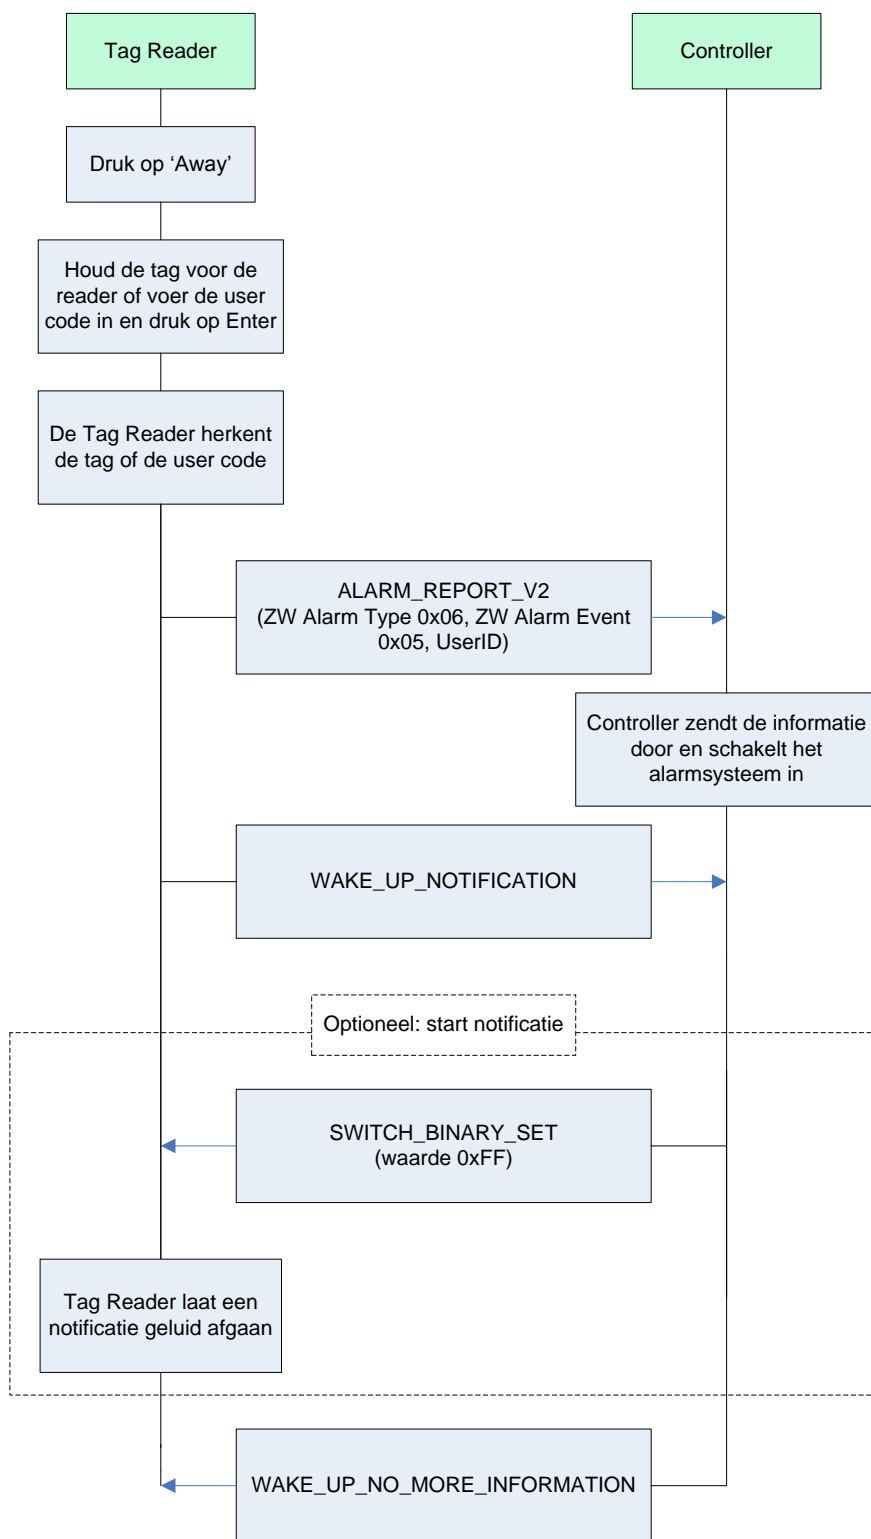 Tag Reader
Controller
Druk op ‘Away’
Houd de tag voor de
reader of voer de user
code in en druk op Enter
De Tag Reader herkent
de tag of de user code
ALARM_REPORT_V2
(ZW Alarm Type 0x06, ZW Alarm Event
0x05, UserID)
Controller zendt de informatie
door en schakelt het
alarmsysteem in
WAKE_UP_NOTIFICATION
Optioneel: start notificatie
SWITCH_BINARY_SET
(waarde 0xFF)
Tag Reader laat een
notificatie geluid afgaan
WAKE_UP_NO_MORE_INFORMATION